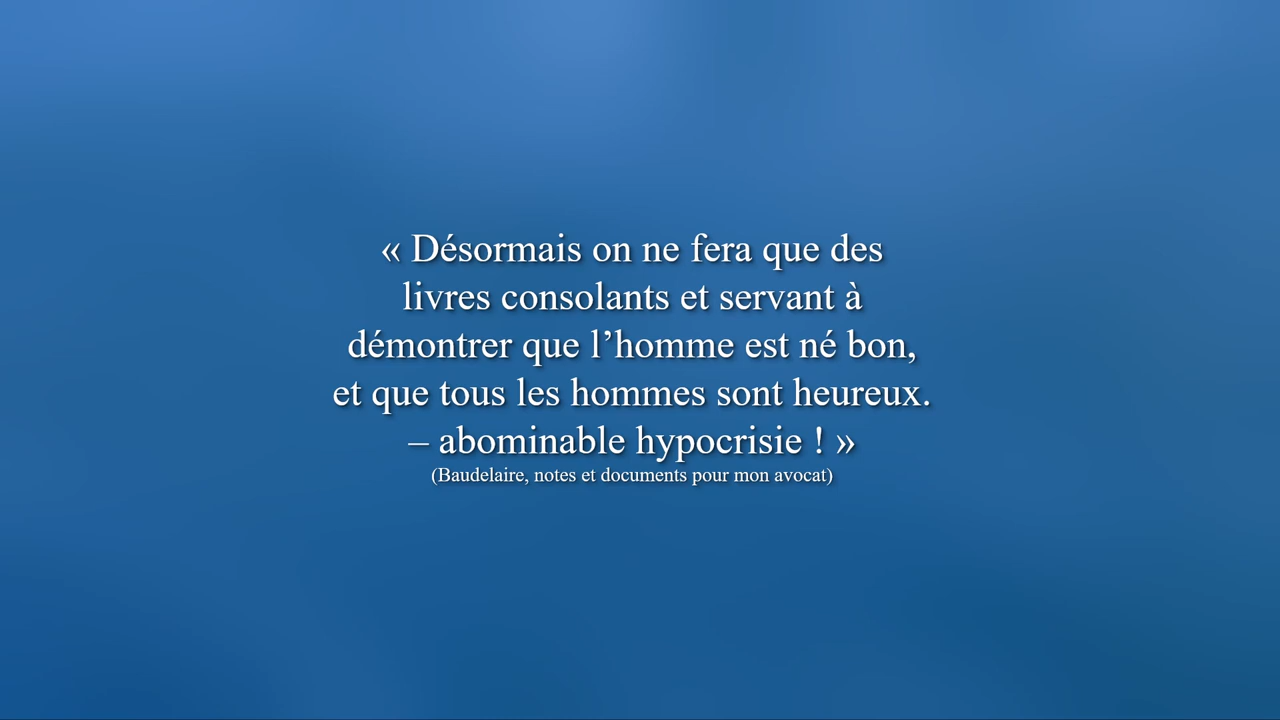 « Désormais on ne fera que des
livres consolants et servant à
démontrer que l’homme est né bon,
et que tous les hommes sont heureux.
– abominable hypocrisie ! »
(Baudelaire, notes et documents pour mon avocat)